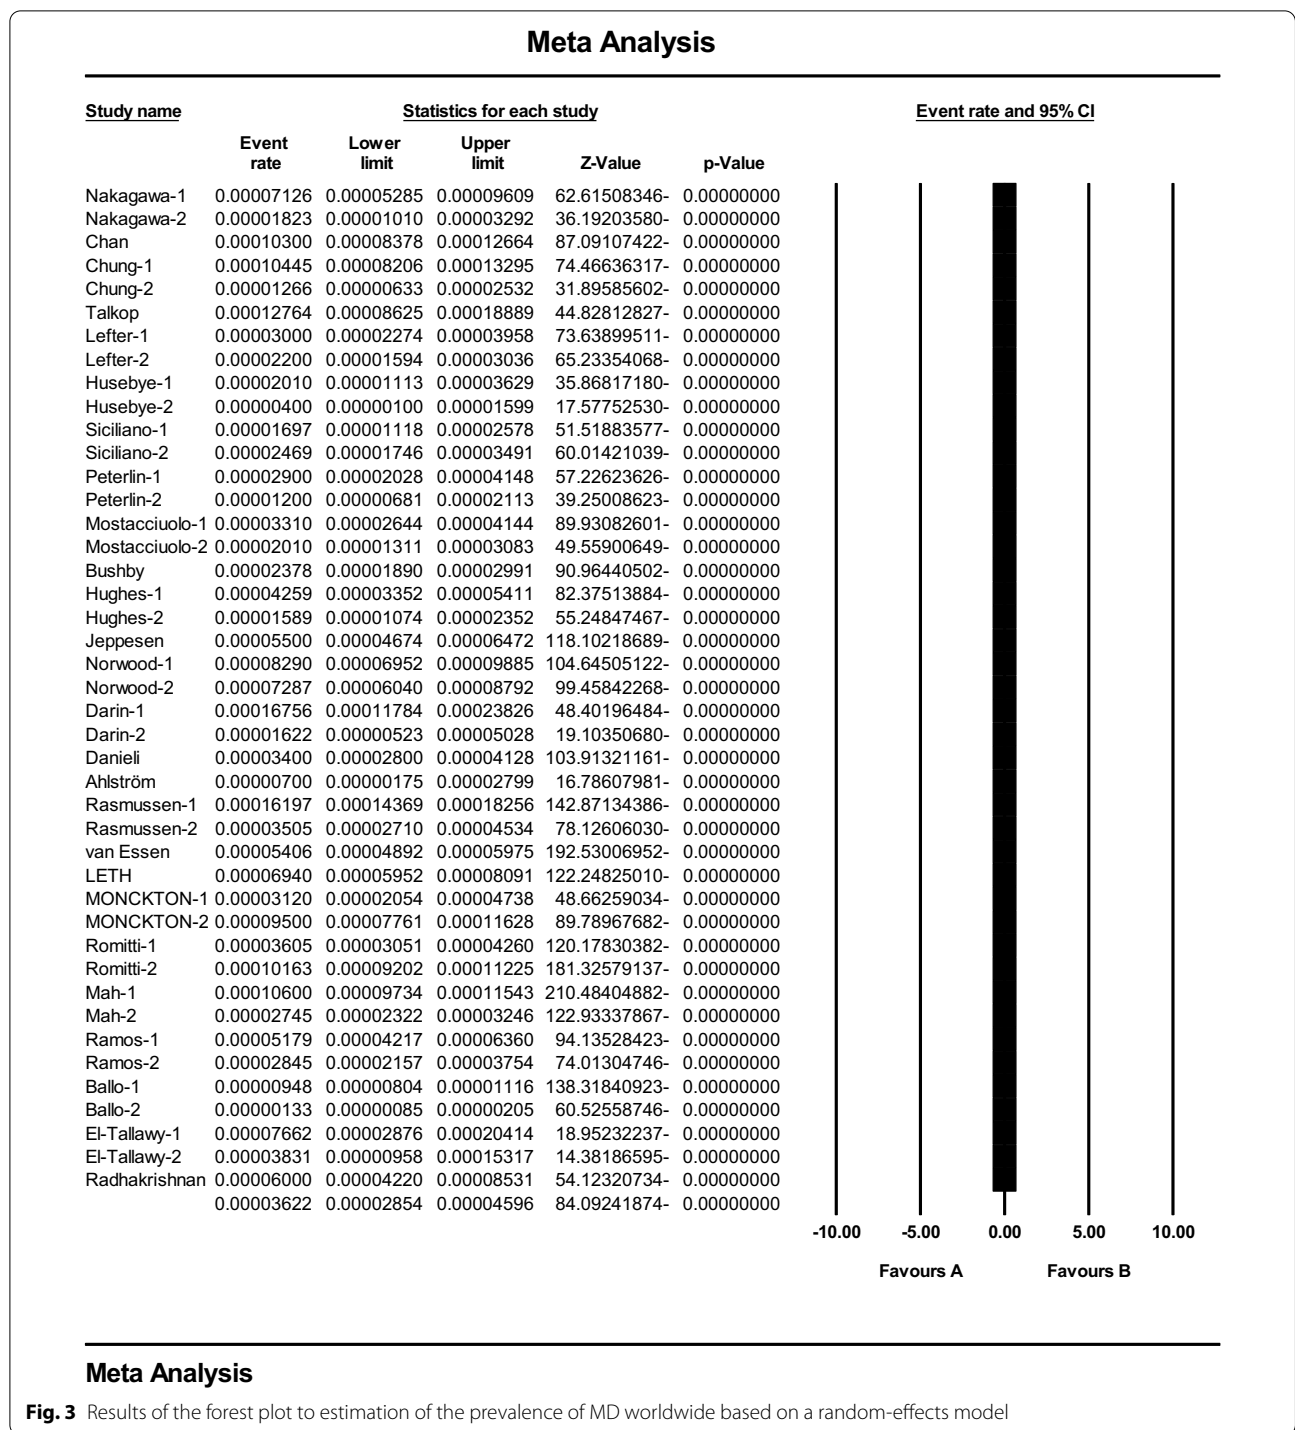 Meta Analysis
Study name Statistics for each study Event rate and 95% CI
Event Lower Upper
rate limit limit Z-Value p-Value
Nakagawa-1 0.00007126 0.00005285 0.00009609 62.61508346- 0.00000000
Nakagawa-2 0.00001823 0.00001010 0.00003292 36.19203580- 0.00000000
Chan 0.00010300 0.00008378 0.00012664 87.09107422- 0.00000000
Chung-1 0.00010445 0.00008206 0.00013295 74.46636317- 0.00000000
Chung-2 0.00001266 0.00000633 0.00002532 31.89585602- 0.00000000
Talkop 0.00012764 0.00008625 0.00018889 44.82812827- 0.00000000
Lefter-1 0.00003000 0.00002274 0.00003958 73.63899511- 0.00000000
Lefter-2 0.00002200 0.00001594 0.00003036 65.23354068- 0.00000000
Husebye-1 0.00002010 0.00001113 0.00003629 35.86817180- 0.00000000
Husebye-2 0.00000400 0.00000100 0.00001599 17.57752530- 0.00000000
Siciliano-1 0.00001697 0.00001118 0.00002578 51.51883577- 0.00000000
Siciliano-2 0.00002469 0.00001746 0.00003491 60.01421039- 0.00000000
Peterlin-1 0.00002900 0.00002028 0.00004148 57.22623626- 0.00000000
Peterlin-2 0.00001200 0.00000681 0.00002113 39.25008623- 0.00000000
Mostacciuolo-1 0.00003310 0.00002644 0.00004144 89.93082601- 0.00000000
Mostacciuolo-2 0.00002010 0.00001311 0.00003083 49.55900649- 0.00000000
Bushby 0.00002378 0.00001890 0.00002991 90.96440502- 0.00000000
Hughes-1 0.00004259 0.00003352 0.00005411 82.37513884- 0.00000000
Hughes-2 0.00001589 0.00001074 0.00002352 55.24847467- 0.00000000
Jeppesen 0.00005500 0.00004674 0.00006472 118.10218689- 0.00000000
Norwood-1 0.00008290 0.00006952 0.00009885 104.64505122- 0.00000000
Norwood-2 0.00007287 0.00006040 0.00008792 99.45842268- 0.00000000
Darin-1 0.00016756 0.00011784 0.00023826 48.40196484- 0.00000000
Darin-2 0.00001622 0.00000523 0.00005028 19.10350680- 0.00000000
Danieli 0.00003400 0.00002800 0.00004128 103.91321161- 0.00000000
Ahlström 0.00000700 0.00000175 0.00002799 16.78607981- 0.00000000
Rasmussen-1 0.00016197 0.00014369 0.00018256 142.87134386- 0.00000000
Rasmussen-2 0.00003505 0.00002710 0.00004534 78.12606030- 0.00000000
van Essen 0.00005406 0.00004892 0.00005975 192.53006952- 0.00000000
LETH 0.00006940 0.00005952 0.00008091 122.24825010- 0.00000000
MONCKTON-1 0.00003120 0.00002054 0.00004738 48.66259034- 0.00000000
MONCKTON-2 0.00009500 0.00007761 0.00011628 89.78967682- 0.00000000
Romitti-1 0.00003605 0.00003051 0.00004260 120.17830382- 0.00000000
Romitti-2 0.00010163 0.00009202 0.00011225 181.32579137- 0.00000000
Mah-1 0.00010600 0.00009734 0.00011543 210.48404882- 0.00000000
Mah-2 0.00002745 0.00002322 0.00003246 122.93337867- 0.00000000
Ramos-1 0.00005179 0.00004217 0.00006360 94.13528423- 0.00000000
Ramos-2 0.00002845 0.00002157 0.00003754 74.01304746- 0.00000000
Ballo-1 0.00000948 0.00000804 0.00001116 138.31840923- 0.00000000
Ballo-2 0.00000133 0.00000085 0.00000205 60.52558746- 0.00000000
El-Tallawy-1 0.00007662 0.00002876 0.00020414 18.95232237- 0.00000000
El-Tallawy-2 0.00003831 0.00000958 0.00015317 14.38186595- 0.00000000
Radhakrishnan 0.00006000 0.00004220 0.00008531 54.12320734- 0.00000000
0.00003622 0.00002854 0.00004596 84.09241874- 0.00000000
-10.00 -5.00 0.00 5.00 10.00
Favours A Favours B
Meta Analysis
Fig. 3 Results of the forest plot to estimation of the prevalence of MD worldwide based on a random-effects model